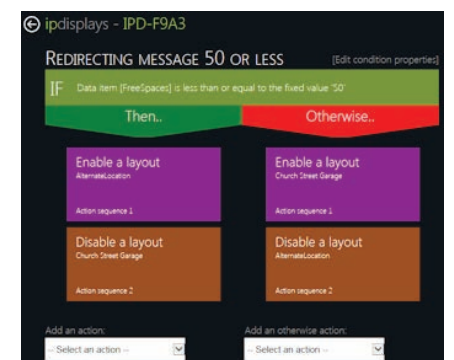 ipdisplays - IPD-F9A3
REDIRECTING MESSAGE 50 OR LESS
[Edit condition properties]
IF Data item [FreeSpaces] is less than or equal to the fixed value '50'
Then..
Otherwise..
Enable a layout
AlternateLocation
Action sequence 1
Enable a layout
Church Street Garage
Action sequence 1
Disable a layout
Church Street Garage
Action sequence 2
Disable a layout
AlternateLocation
Action sequence 2
Add an action:
-- Select an action --
Add an otherwise action:
-- Select an action --